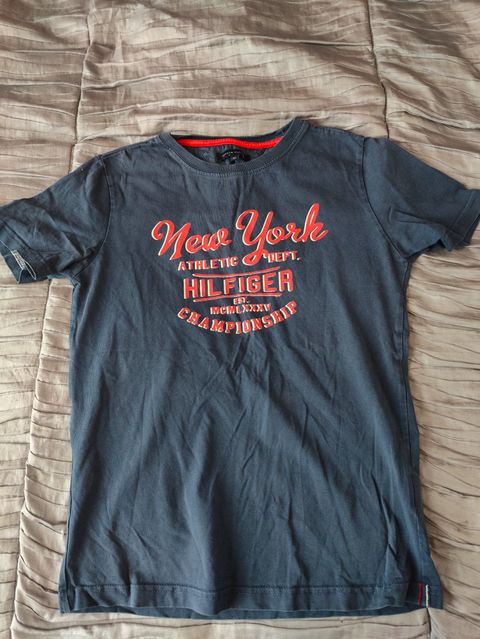 New York
ATHLETIC DEPT.
HILFIGER
EST.
MCMLXXXV
CHAMPIONSHIP